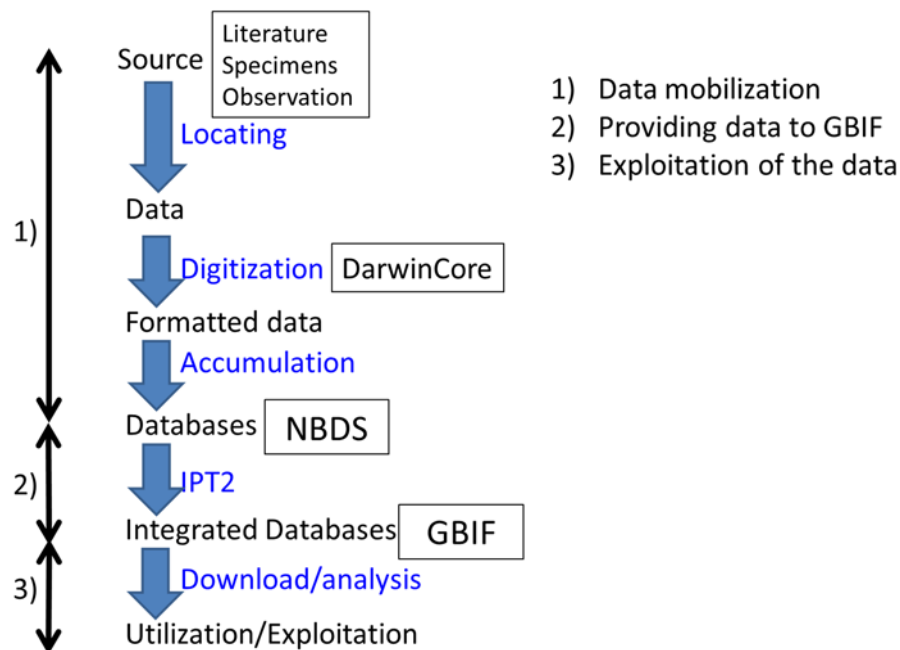 Source
Literature
Specimens
Observation
Locating
Data
Digitization
DarwinCore
Formatted data
Accumulation
Databases
NBDS
IPT2
Integrated Databases
GBIF
Download/analysis
Utilization/Exploitation
1)
2)
3)
1) Data mobilization
2) Providing data to GBIF
3) Exploitation of the data